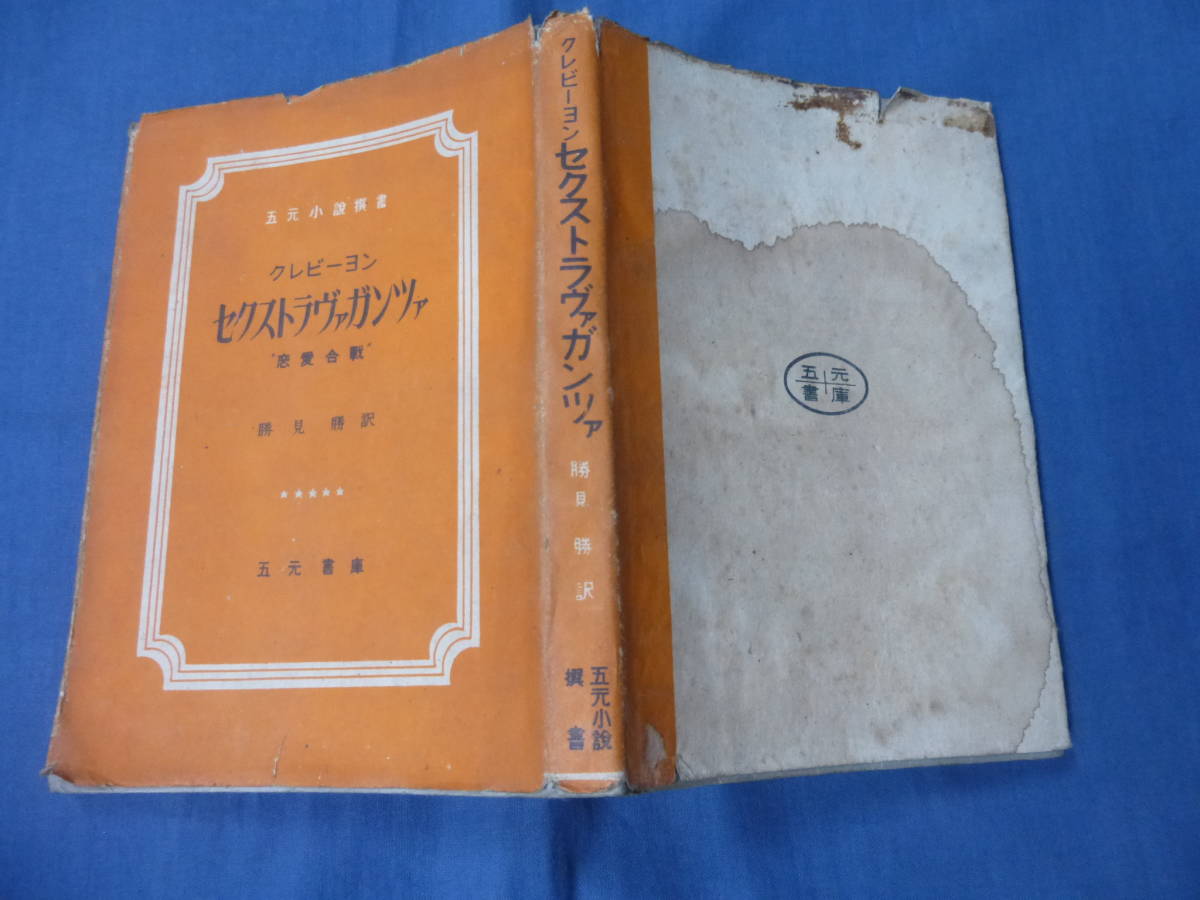 五元小說撰書
クレビーヨン
セクストラヴァガンツァ
"恋愛合戰"
勝見 勝訳
★★★★★
五元書庫
クレビーヨン セクストラヴァガンツァ 勝見 勝訳 五元小說撰書
五元
書庫